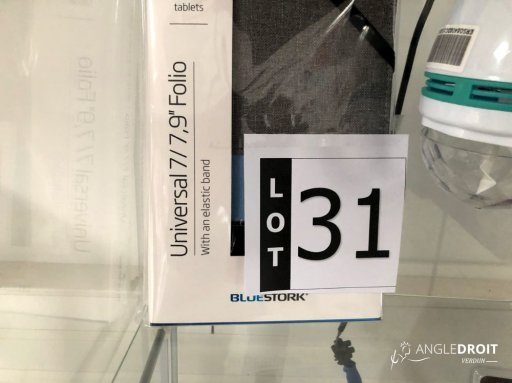 tablets
Universal 7/ 7,9" Folio
With an elastic band
LOT
31
BLUESTORK
ANGLEDROIT
VERDUN